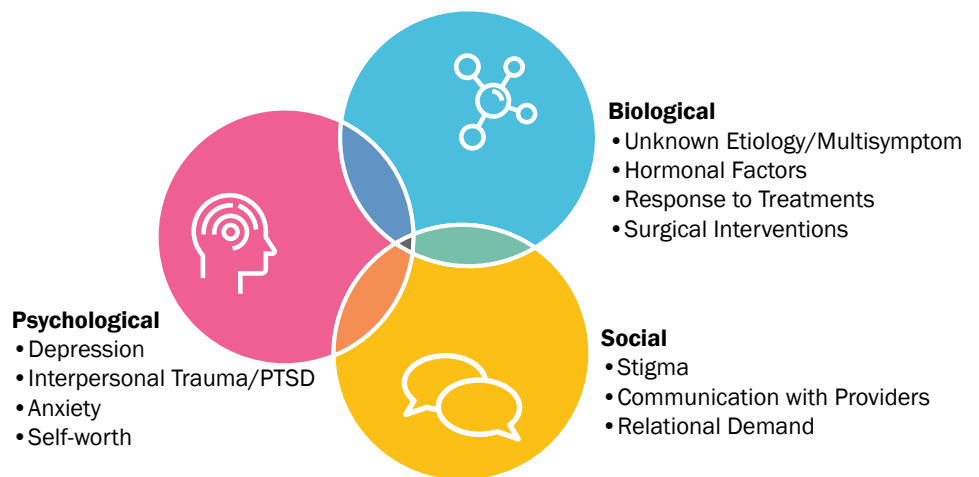 Biological
•Unknown Etiology/Multisymptom
•Hormonal Factors
•Response to Treatments
•Surgical Interventions
Psychological
•Depression
•Interpersonal Trauma/PTSD
•Anxiety
•Self-worth
Social
•Stigma
•Communication with Providers
•Relational Demand